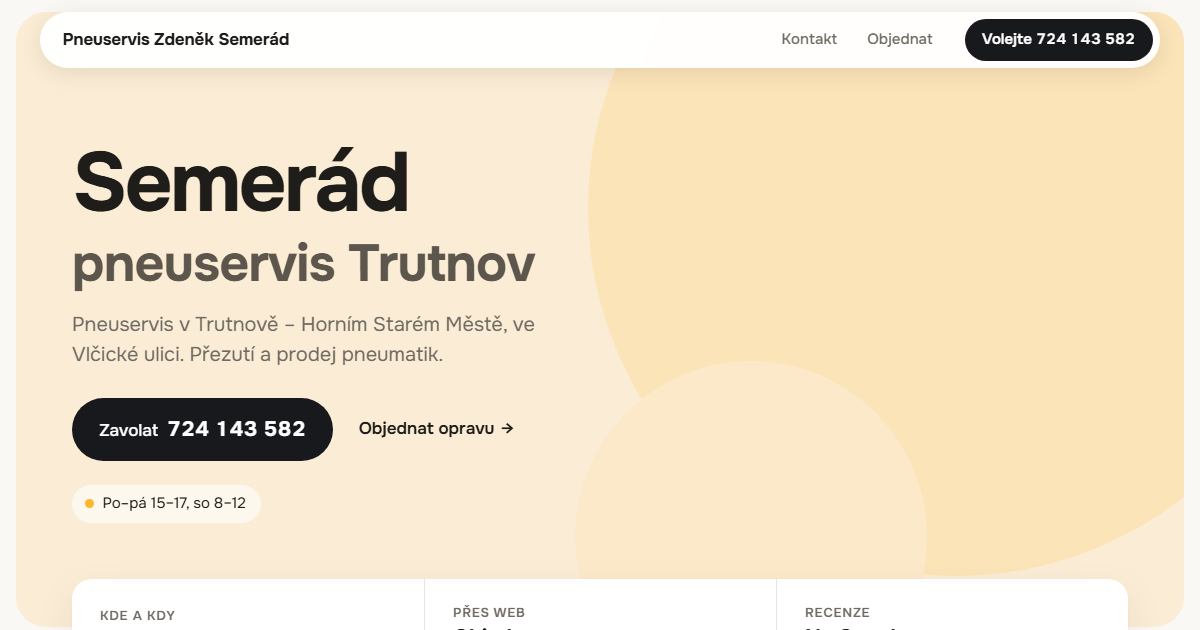 Pneuservis Zdeněk Semerád
Kontakt
Objednat
Volejte 724 143 582
Semerád
pneuservis Trutnov
Pneuservis v Trutnově – Horním Starém Městě, ve
Vlčické ulici. Přezutí a prodej pneumatik.
Zavolat 724 143 582
Objednat opravu →
Po–pá 15–17, so 8–12
KDE A KDY
PŘES WEB
RECENZE